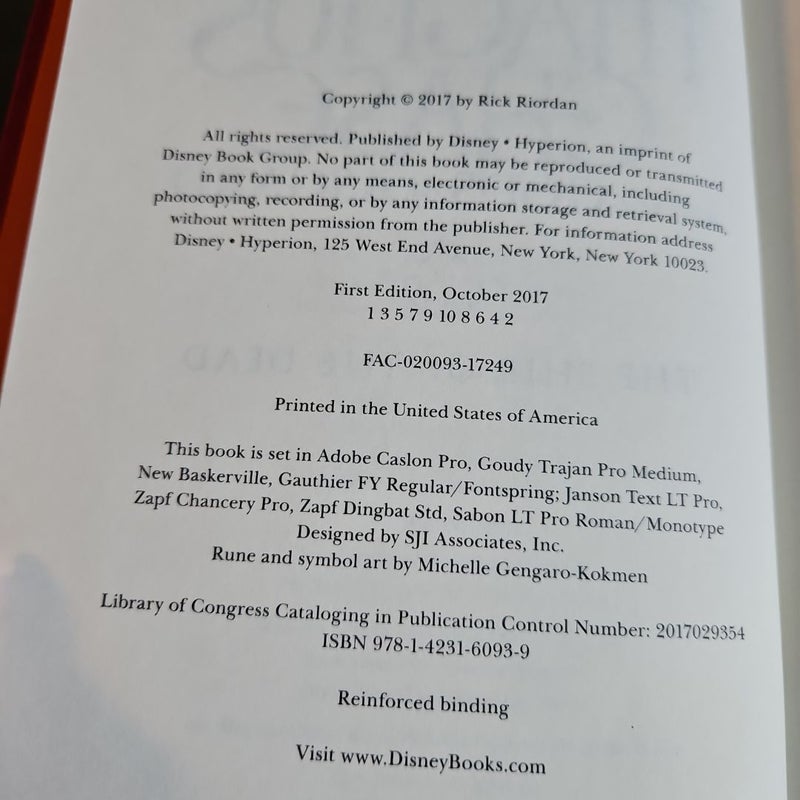 Copyright © 2017 by Rick Riordan
All rights reserved. Published by Disney • Hyperion, an imprint of
Disney Book Group. No part of this book may be reproduced or transmitted
in any form or by any means, electronic or mechanical, including
photocopying, recording, or by any information storage and retrieval system,
without written permission from the publisher. For information address
Disney • Hyperion, 125 West End Avenue, New York, New York 10023.
First Edition, October 2017
1 3 5 7 9 10 8 6 4 2
FAC-020093-17249
Printed in the United States of America
This book is set in Adobe Caslon Pro, Goudy Trajan Pro Medium,
New Baskerville, Gauthier FY Regular/Fontspring; Janson Text LT Pro,
Zapf Chancery Pro, Zapf Dingbat Std, Sabon LT Pro Roman/Monotype
Designed by SJI Associates, Inc.
Rune and symbol art by Michelle Gengaro-Kokmen
Library of Congress Cataloging in Publication Control Number: 2017029354
ISBN 978-1-4231-6093-9
Reinforced binding
Visit www.DisneyBooks.com